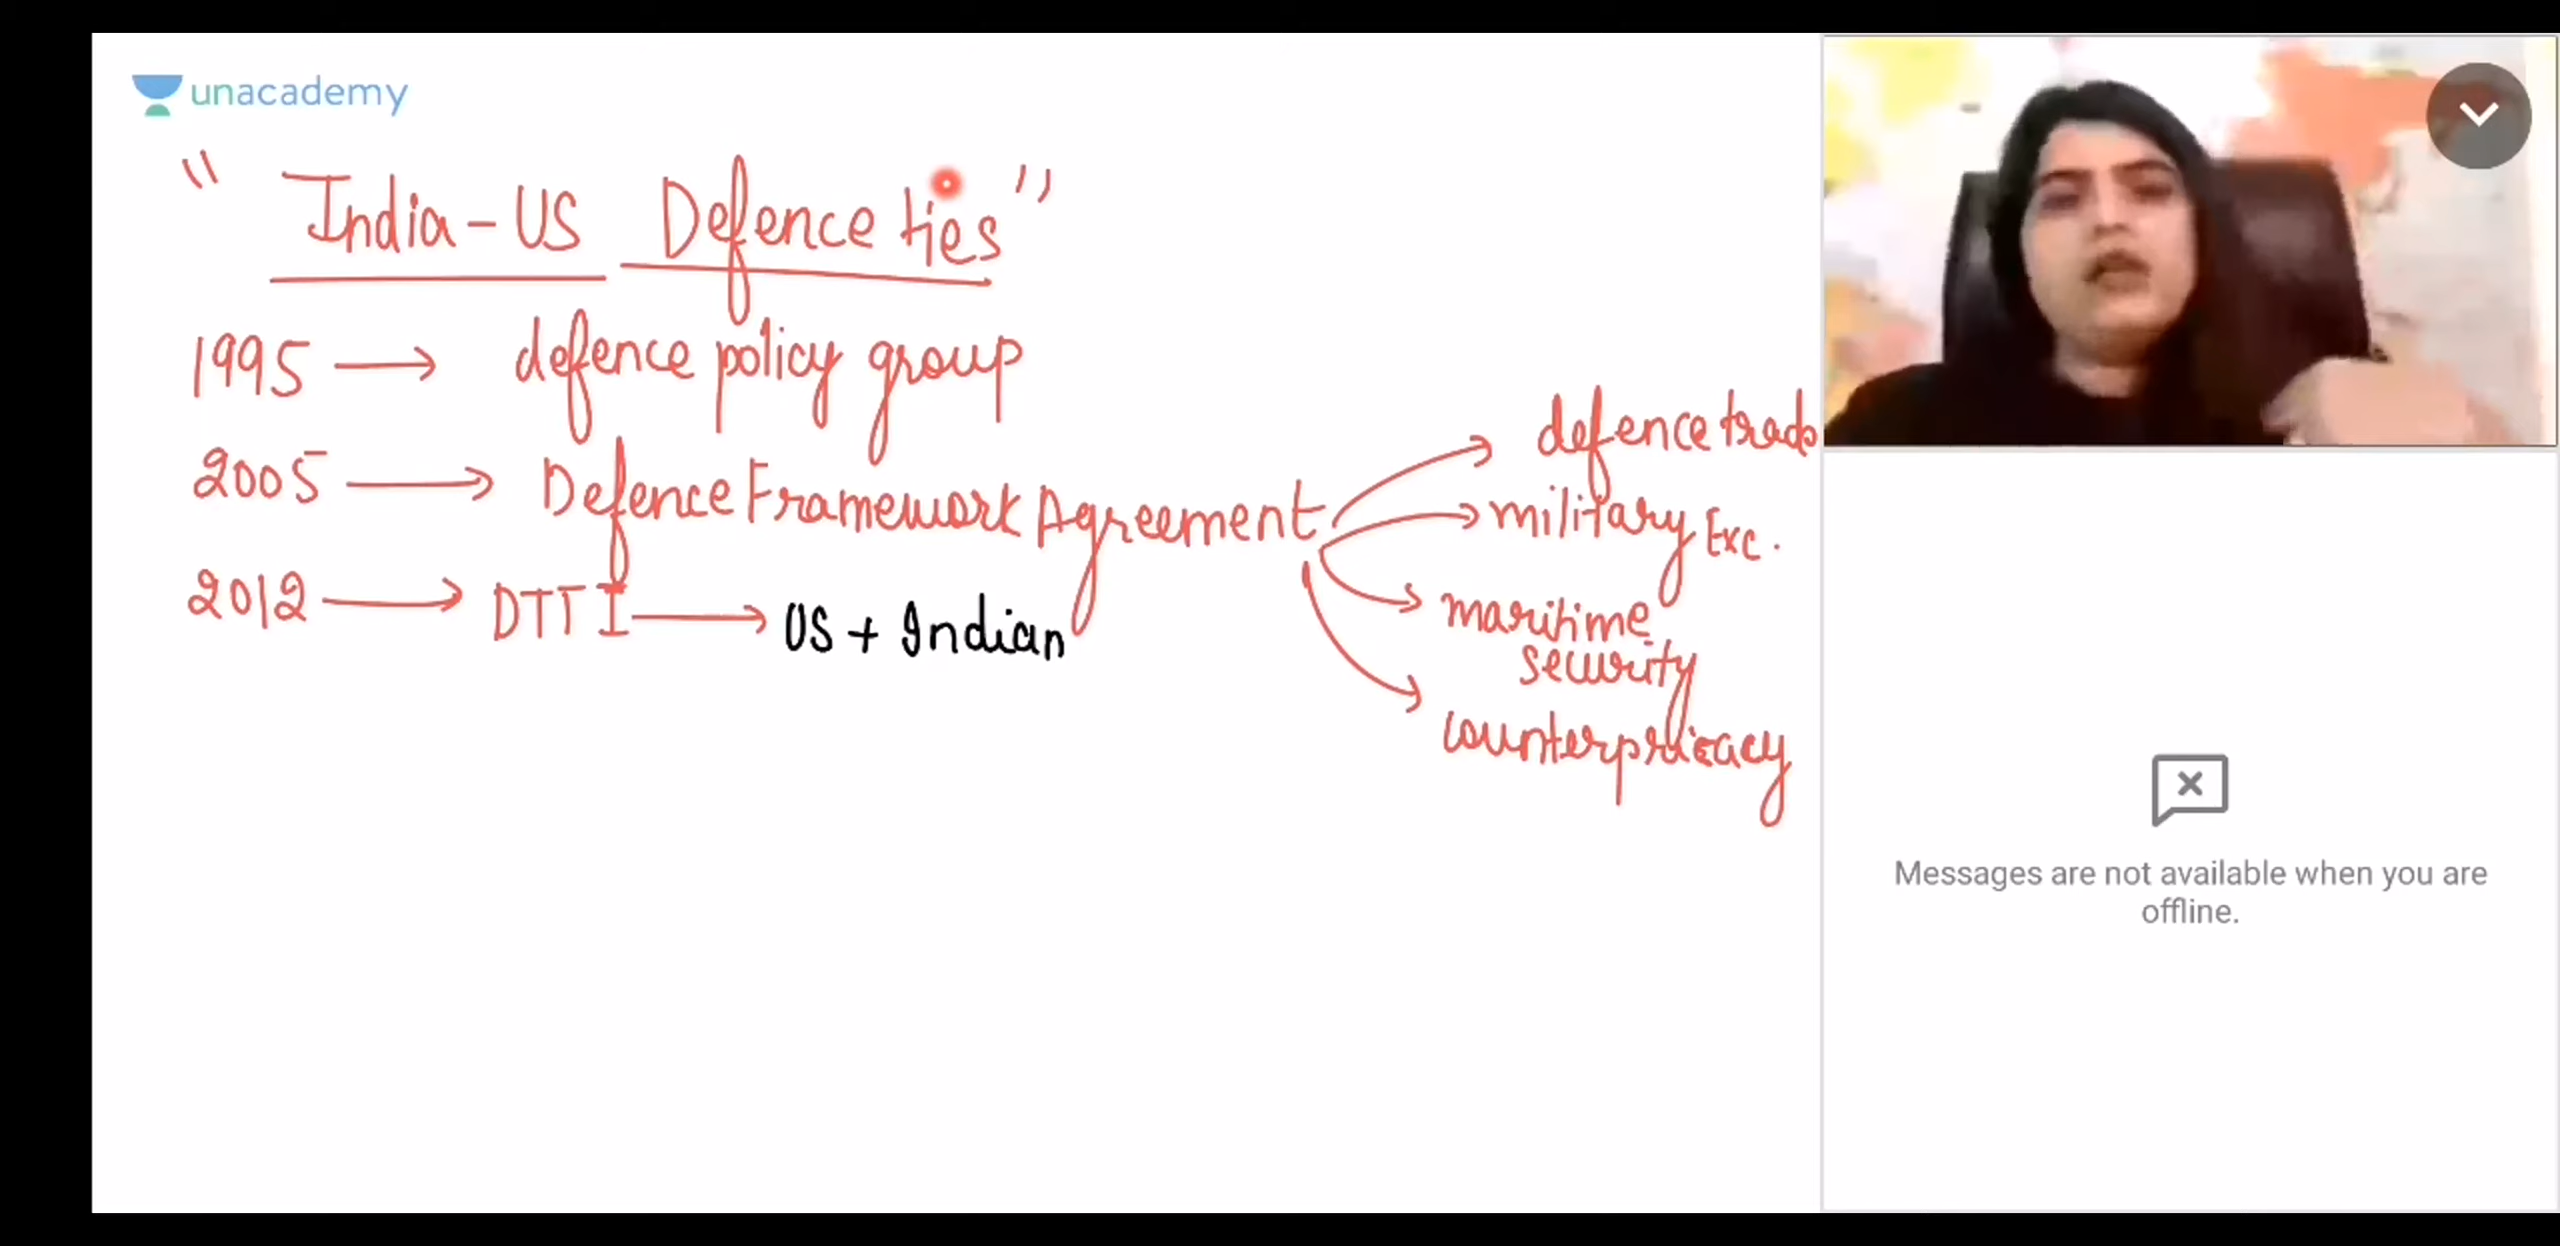 unacademy
" India-US Defence ties "
1995 → defence policy group
2005 → Defence Framework Agreement
→ defence trade
→ military Exc.
→ maritime
security
→
2012 → DTTI → US + Indian
Messages are not available when you are
offline.